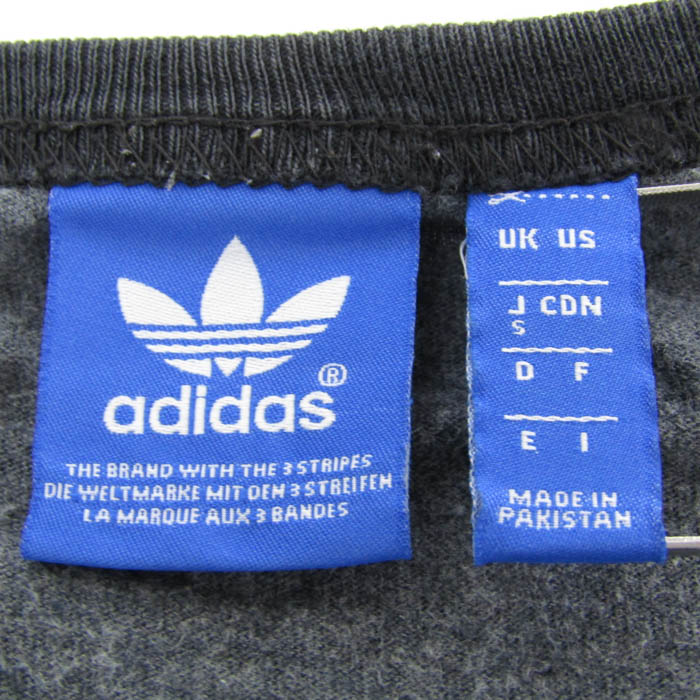 adidas®
THE BRAND WITH THE 3 STRIPES
DIE WELTMARKE MIT DEN 3 STREIFEN
LA MARQUE AUX 3 BANDES
UK US
J CDN
S
D F
E I
MADE IN
PAKISTAN